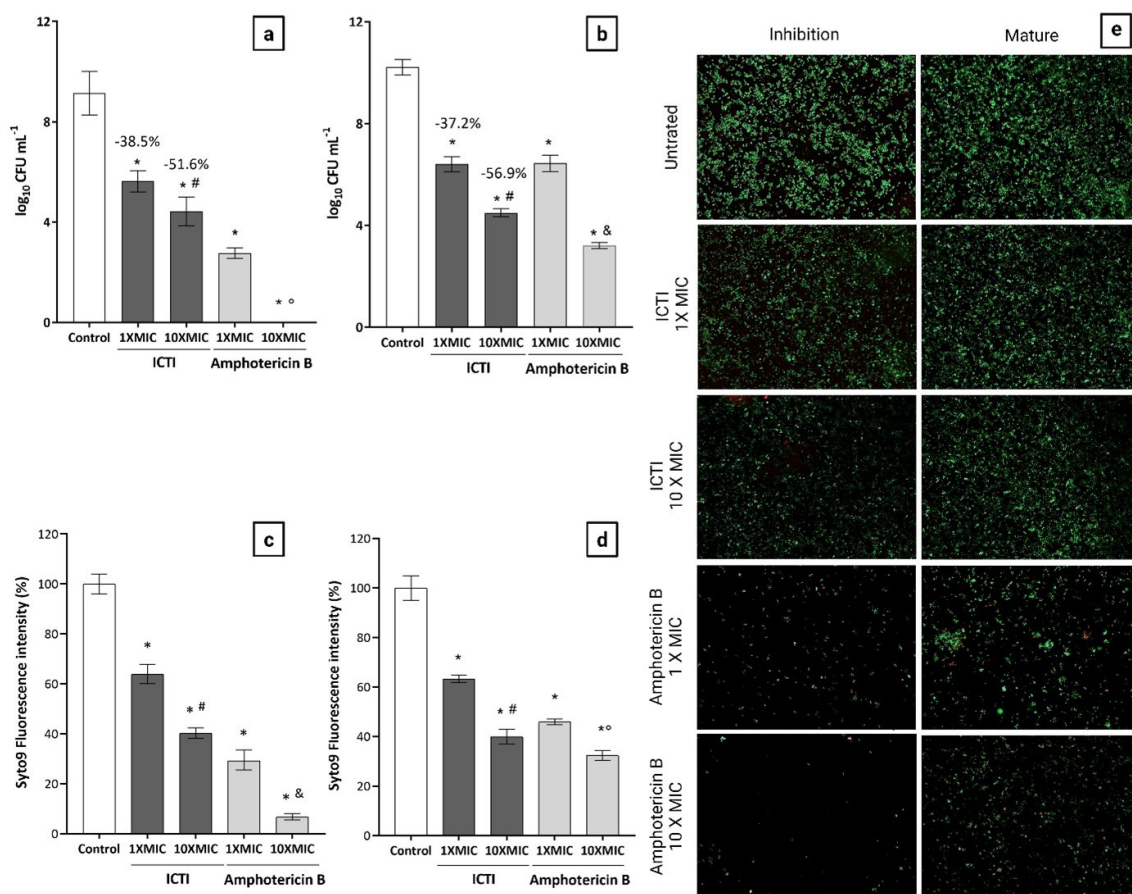 a
12
8
4
0
log10 CFU mL-1
-38.5%
*
-51.6%
* #
*
* °
Control
1XMIC 10XMIC 1XMIC 10XMIC
ICTI
Amphotericin B
b
12
8
4
0
log10 CFU mL-1
-37.2%
*
-56.9%
* #
*
* &
Control
1XMIC 10XMIC 1XMIC 10XMIC
ICTI
Amphotericin B
c
120
100
80
60
40
20
0
Syto9 Fluorescence intensity (%)
*
* #
*
* &
Control
1XMIC 10XMIC 1XMIC 10XMIC
ICTI
Amphotericin B
d
120
100
80
60
40
20
0
Syto9 Fluorescence intensity (%)
*
* #
*
*°
Control
1XMIC 10XMIC 1XMIC 10XMIC
ICTI
Amphotericin B
e
Inhibition
Mature
Untrated
ICTI
1X MIC
ICTI
10 X MIC
Amphotericin B
1 X MIC
Amphotericin B
10 X MIC